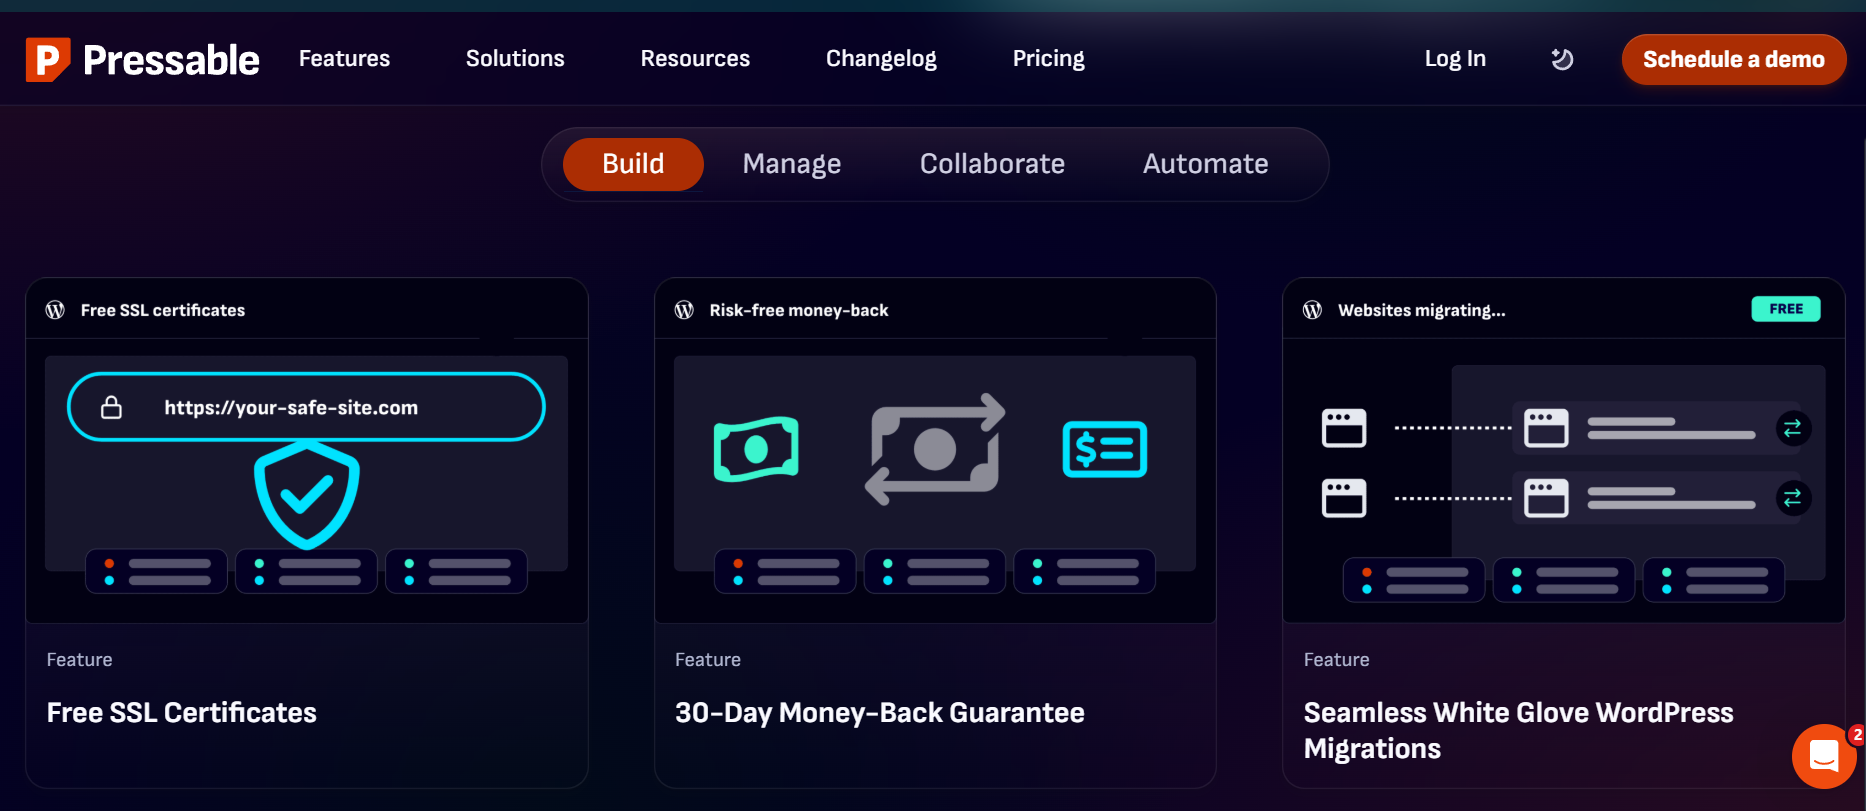 Pressable
Features
Solutions
Resources
Changelog
Pricing
Log In
Schedule a demo
Build
Manage
Collaborate
Automate
Free SSL certificates
https://your-safe-site.com
Feature
Free SSL Certificates
Risk-free money-back
Feature
30-Day Money-Back Guarantee
Websites migrating...
FREE
Feature
Seamless White Glove WordPress
Migrations
2